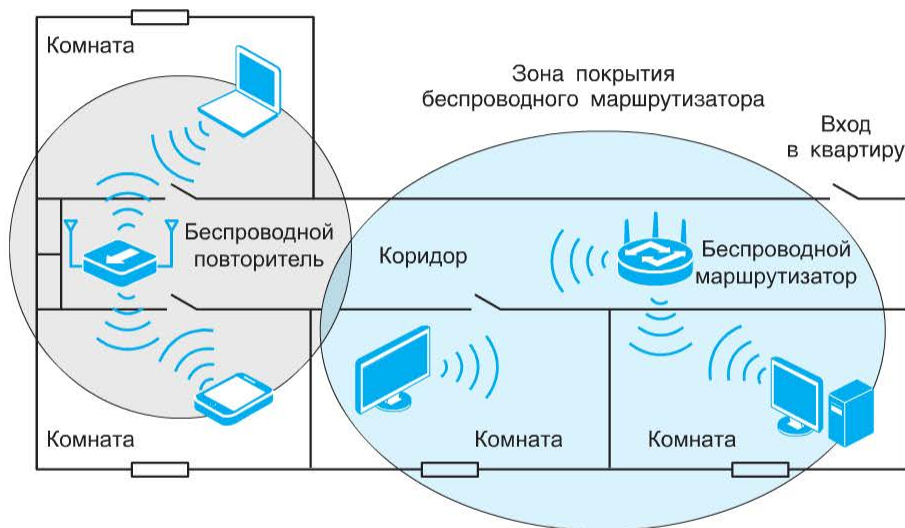 Комната
Зона покрытия
беспроводного маршрутизатора
Вход
в квартиру
Беспроводной
повторитель
Коридор
Беспроводной
маршрутизатор
Комната
Комната
Комната